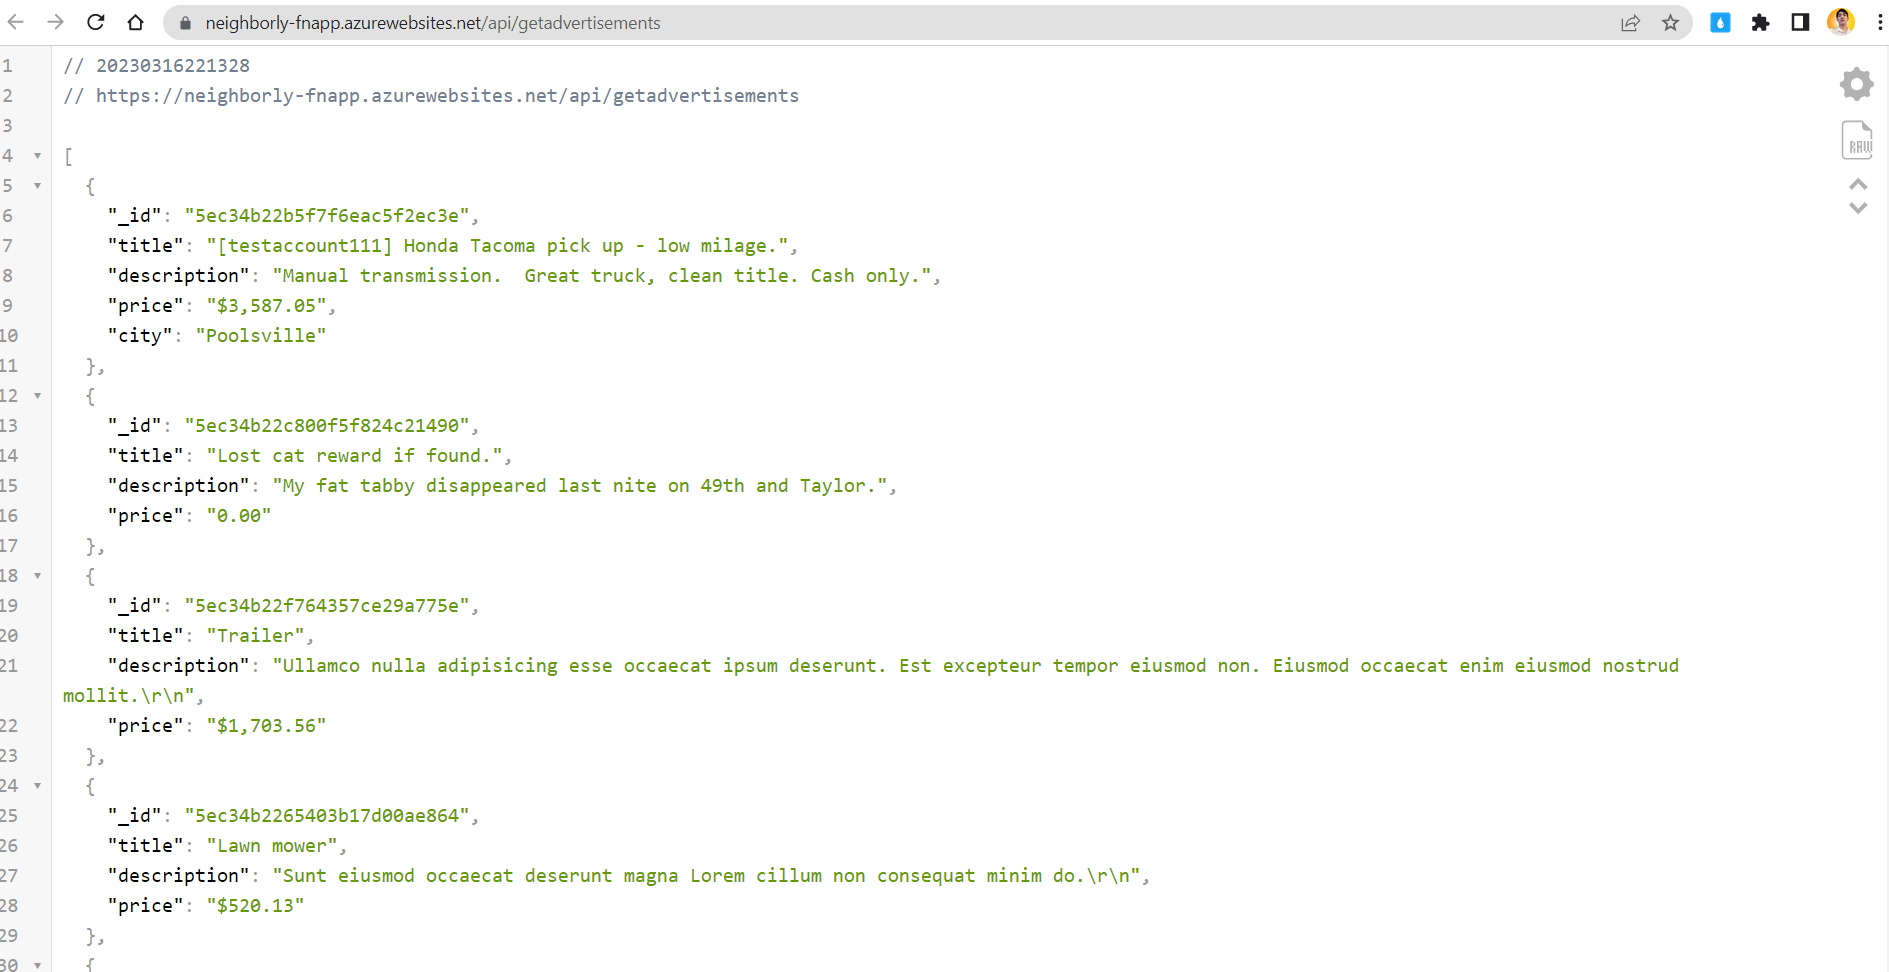 neighborly-fnapp.azurewebsites.net/api/getadvertisements
1 // 20230316221328
2 // https://neighborly-fnapp.azurewebsites.net/api/getadvertisements
3
4 [
5 {
6 "_id": "5ec34b22b5f7f6eac5f2ec3e",
7 "title": "[testaccount111] Honda Tacoma pick up - low milage.",
8 "description": "Manual transmission.  Great truck, clean title. Cash only.",
9 "price": "$3,587.05",
10 "city": "Poolsville"
11 },
12 {
13 "_id": "5ec34b22c800f5f824c21490",
14 "title": "Lost cat reward if found.",
15 "description": "My fat tabby disappeared last nite on 49th and Taylor.",
16 "price": "0.00"
17 },
18 {
19 "_id": "5ec34b22f764357ce29a775e",
20 "title": "Trailer",
21 "description": "Ullamco nulla adipisicing esse occaecat ipsum deserunt. Est excepteur tempor eiusmod non. Eiusmod occaecat enim eiusmod nostrud
mollit.\r\n",
22 "price": "$1,703.56"
23 },
24 {
25 "_id": "5ec34b2265403b17d00ae864",
26 "title": "Lawn mower",
27 "description": "Sunt eiusmod occaecat deserunt magna Lorem cillum non consequat minim do.\r\n",
28 "price": "$520.13"
29 },
30 {
RAW